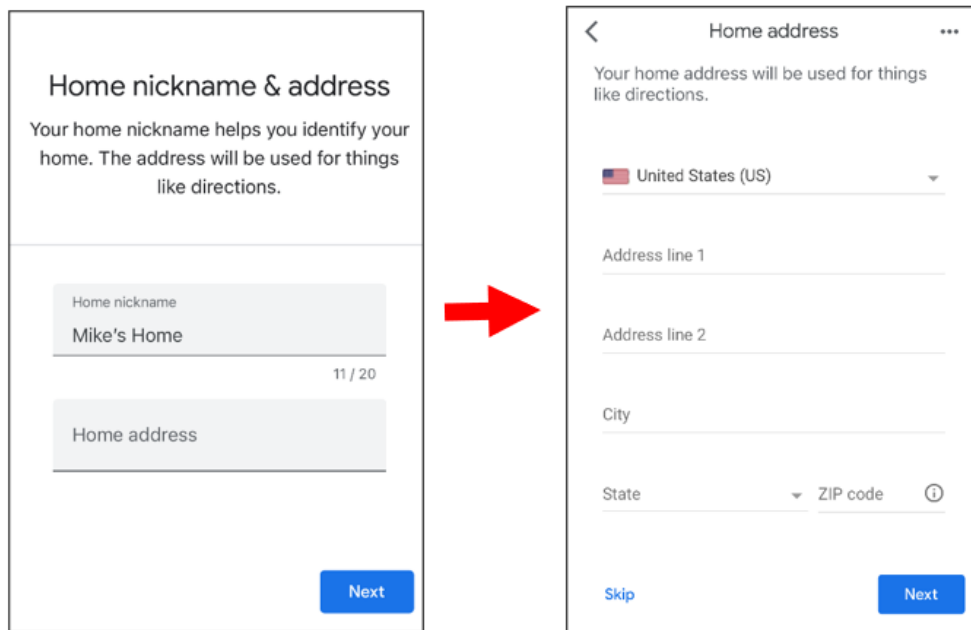 Home nickname & address
Your home nickname helps you identify your
home. The address will be used for things
like directions.
Home nickname
Mike's Home
11 / 20
Home address
Next
Home address
Your home address will be used for things
like directions.
United States (US)
Address line 1
Address line 2
City
State
ZIP code
Skip
Next